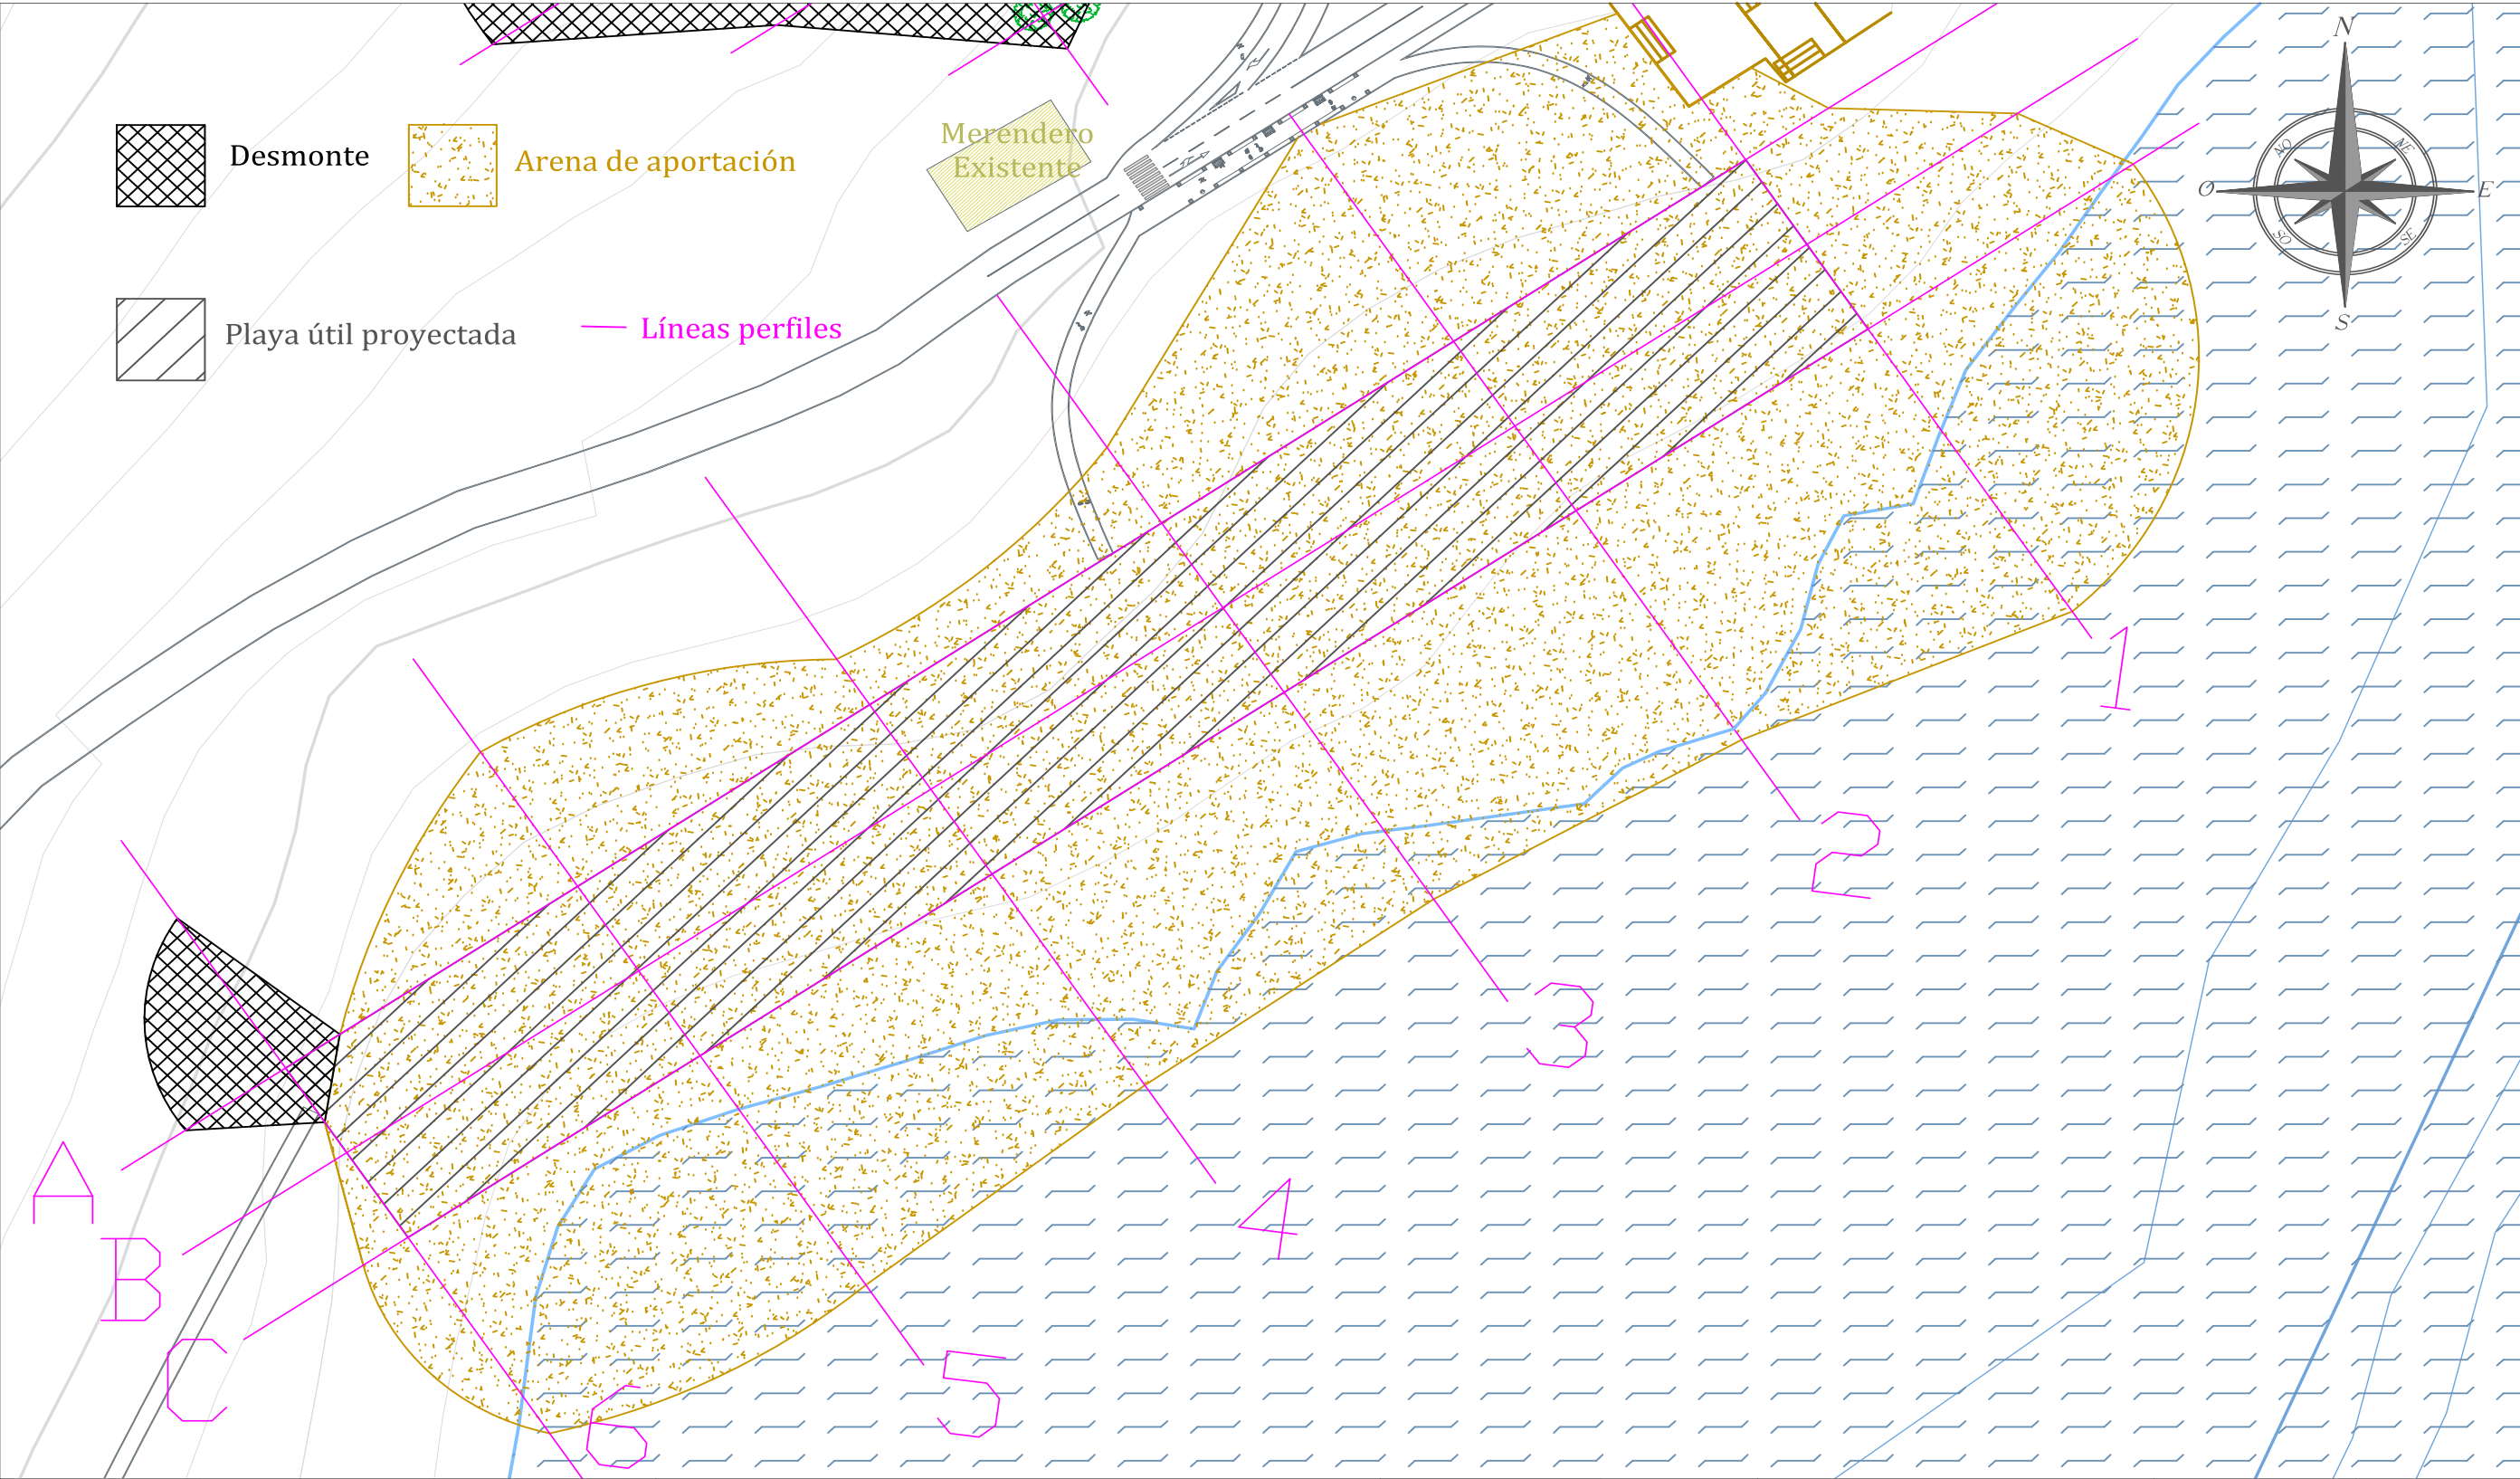 N
Merendero
Existente
Desmonte
Arena de aportación
NO
NE
O
E
SO
SE
S
Playa útil proyectada
Líneas perfiles
1
2
3
A
4
B
C
5
6